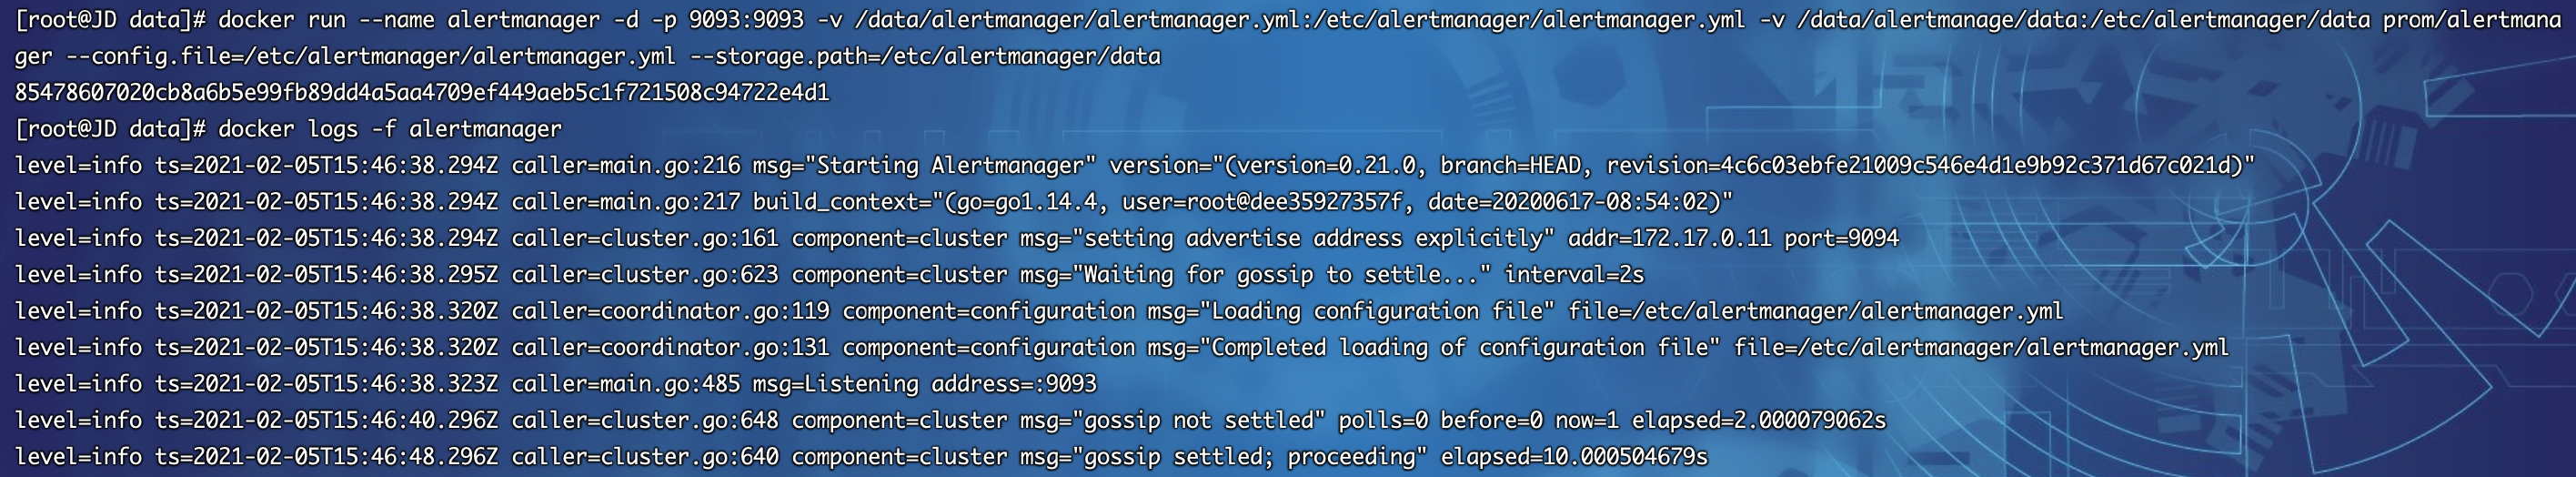 [root@JD data]# docker run --name alertmanager -d -p 9093:9093 -v /data/alertmanager/alertmanager.yml:/etc/alertmanager/alertmanager.yml -v /data/alertmanage/data:/etc/alertmanager/data prom/alertmana
ger --config.file=/etc/alertmanager/alertmanager.yml --storage.path=/etc/alertmanager/data
85478607020cb8a6b5e99fb89dd4a5aa4709ef449aeb5c1f721508c94722e4d1
[root@JD data]# docker logs -f alertmanager
level=info ts=2021-02-05T15:46:38.294Z caller=main.go:216 msg="Starting Alertmanager" version="(version=0.21.0, branch=HEAD, revision=4c6c03ebfe21009c546e4d1e9b92c371d67c021d)"
level=info ts=2021-02-05T15:46:38.294Z caller=main.go:217 build_context="(go=go1.14.4, user=root@dee35927357f, date=20200617-08:54:02)"
level=info ts=2021-02-05T15:46:38.294Z caller=cluster.go:161 component=cluster msg="setting advertise address explicitly" addr=172.17.0.11 port=9094
level=info ts=2021-02-05T15:46:38.295Z caller=cluster.go:623 component=cluster msg="Waiting for gossip to settle..." interval=2s
level=info ts=2021-02-05T15:46:38.320Z caller=coordinator.go:119 component=configuration msg="Loading configuration file" file=/etc/alertmanager/alertmanager.yml
level=info ts=2021-02-05T15:46:38.320Z caller=coordinator.go:131 component=configuration msg="Completed loading of configuration file" file=/etc/alertmanager/alertmanager.yml
level=info ts=2021-02-05T15:46:38.323Z caller=main.go:485 msg=Listening address=:9093
level=info ts=2021-02-05T15:46:40.296Z caller=cluster.go:648 component=cluster msg="gossip not settled" polls=0 before=0 now=1 elapsed=2.000079062s
level=info ts=2021-02-05T15:46:48.296Z caller=cluster.go:640 component=cluster msg="gossip settled; proceeding" elapsed=10.000504679s